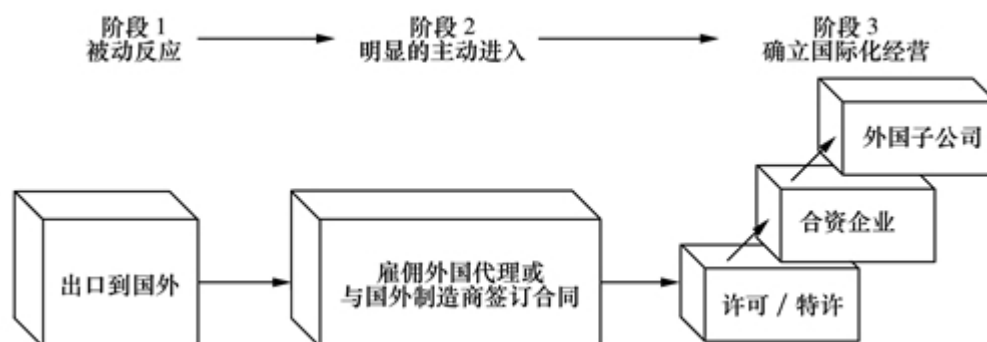 阶段 1
被动反应
阶段 2
明显的主动进入
阶段 3
确立国际化经营
外国子公司
合资企业
出口到国外
雇佣外国代理或
与国外制造商签订合同
许可 / 特许